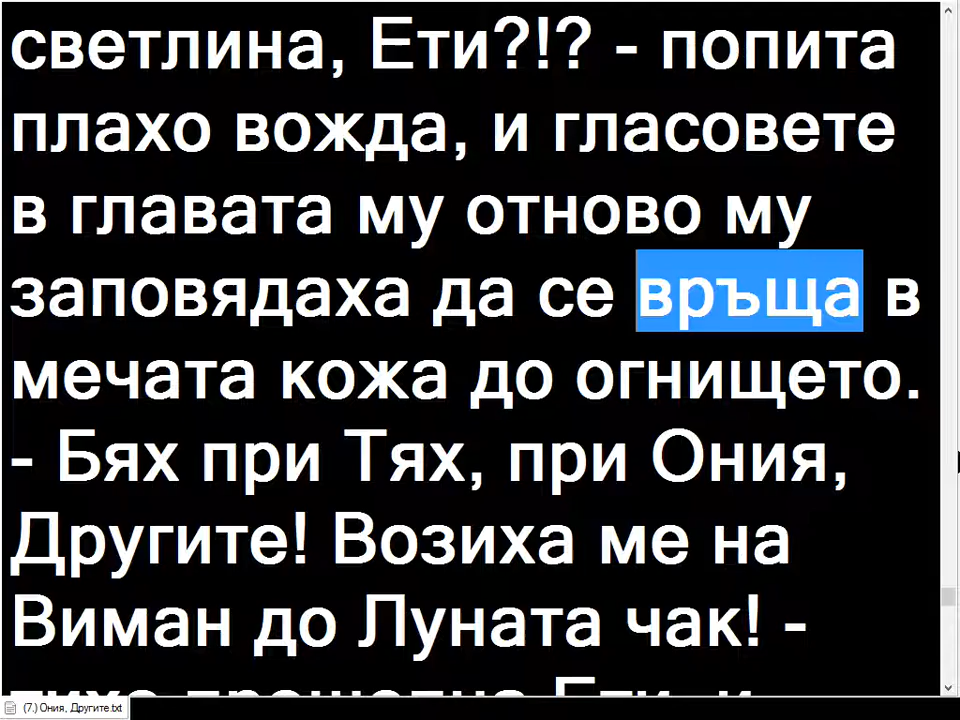 светлина, Ети?!? - попита
плахо вожда, и гласовете
в главата му отново му
заповядаха да се връща в
мечата кожа до огнището.
- Бях при Тях, при Ония,
Другите! Возиха ме на
Виман до Луната чак! -
(7.) Ония, Другите.txt